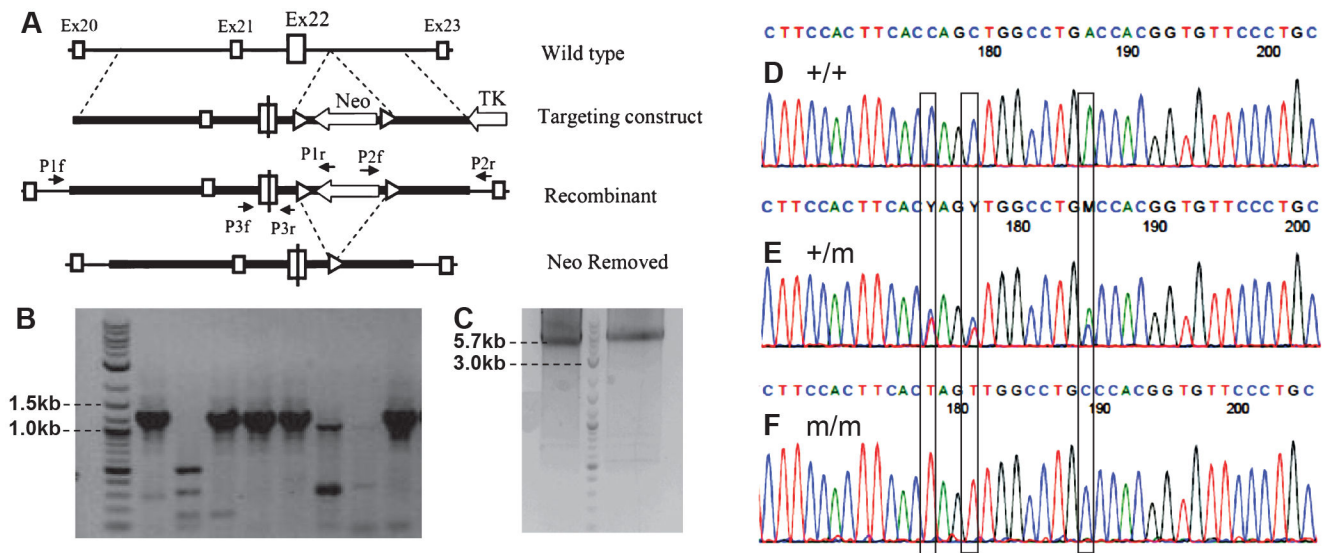 A
Ex20 Ex21 Ex22 Ex23
Wild type
Neo TK
Targeting construct
P1f P1r P2f P2r
Recombinant
P3f P3r
Neo Removed
B
1.5kb
1.0kb
C
5.7kb
3.0kb
CTTCCACTTCACCAGCTGGCCTGACCACGGTGTTCCCTGC
180 190 200
D +/+
CTTCCACTTCACYAGYTGGCCTGMCCACGGTGTTCCCTGC
180 190 200
E +/m
CTTCCACTTCACTAGTTGGCCTGCCCACGGTGTTCCCTGC
180 190 200
F m/m